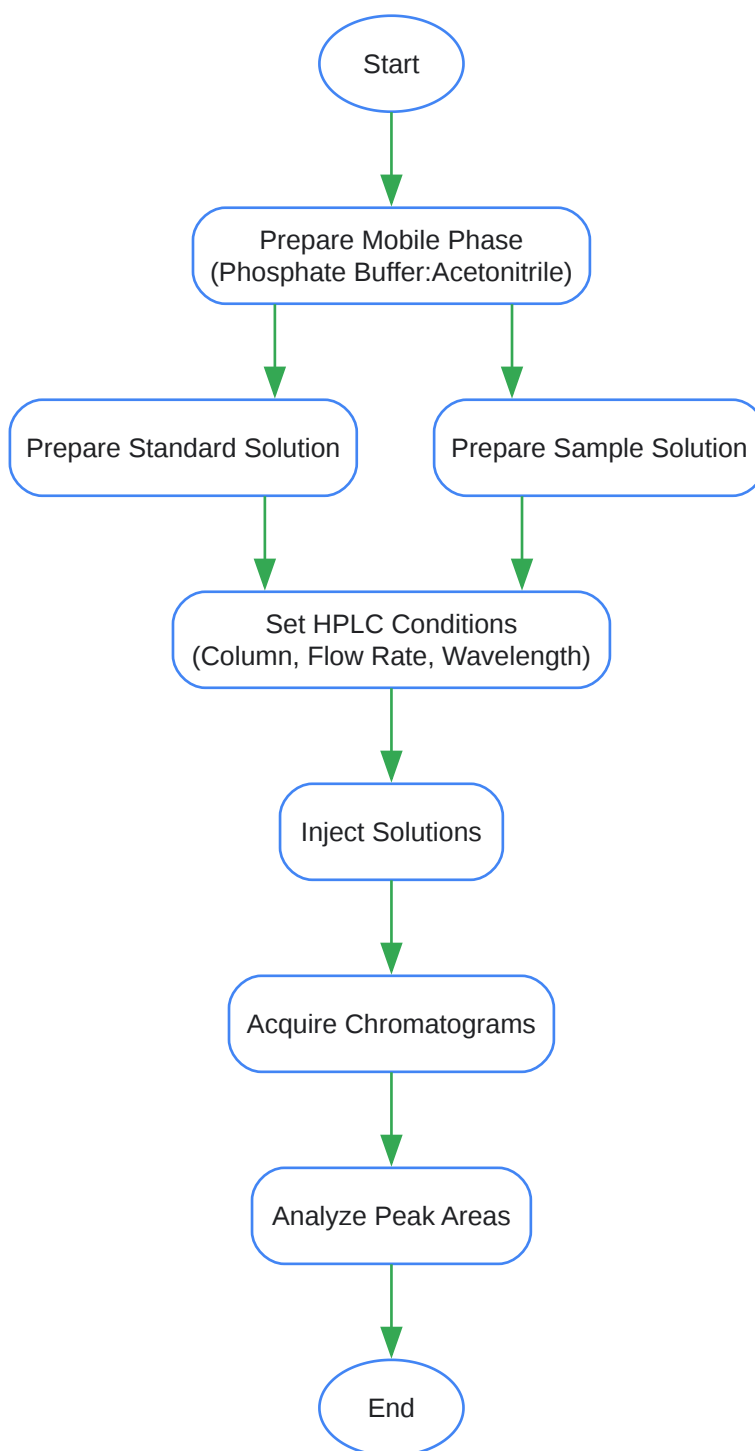 Start
Prepare Mobile Phase
(Phosphate Buffer:Acetonitrile)
Prepare Standard Solution
Prepare Sample Solution
Set HPLC Conditions
(Column, Flow Rate, Wavelength)
Inject Solutions
Acquire Chromatograms
Analyze Peak Areas
End